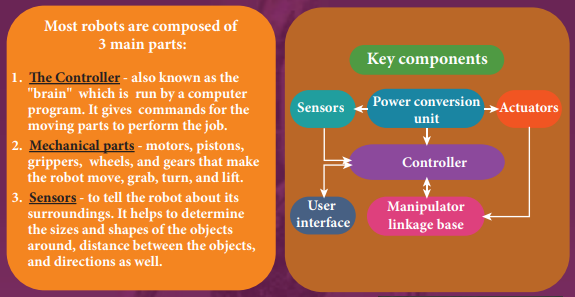 Most robots are composed of
3 main parts:
1. The Controller - also known as the
"brain" which is run by a computer
program. It gives commands for the
moving parts to perform the job.
2. Mechanical parts - motors, pistons,
grippers, wheels, and gears that make
the robot move, grab, turn, and lift.
3. Sensors - to tell the robot about its
surroundings. It helps to determine
the sizes and shapes of the objects
around, distance between the objects,
and directions as well.
Key components
Sensors
Power conversion
unit
Actuators
Controller
User
interface
Manipulator
linkage base